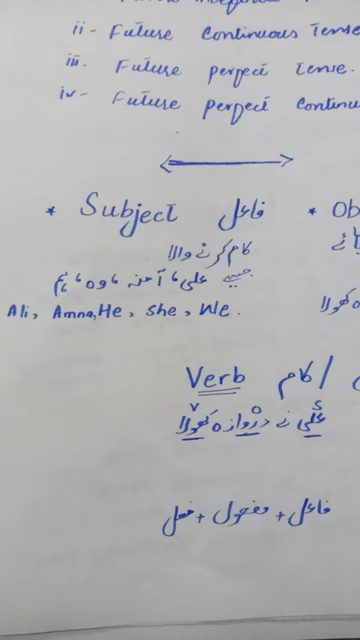 ii- Future Continuous Tense
iii. Future perfect Tense.
iv- Future perfect Continu
* Subject فاعل * Ob
کام کرنے والا
جیسے علی، آمنہ، وہ، ہم
Ali, Amna, He, she, We.
Verb کام /
علی نے دروازہ کھولا
فاعل + مفعول + فعل